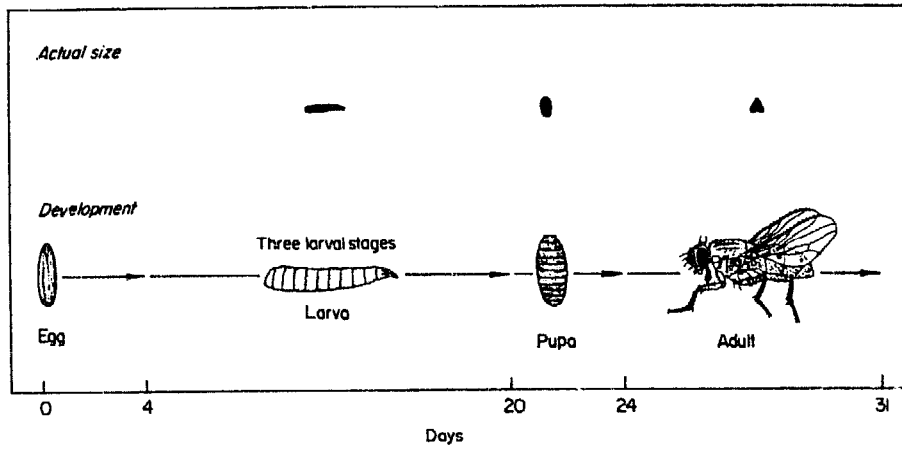 Actual size
Development
Three larval stages
Egg
Larva
Pupa
Adult
0 4 20 24 31
Days